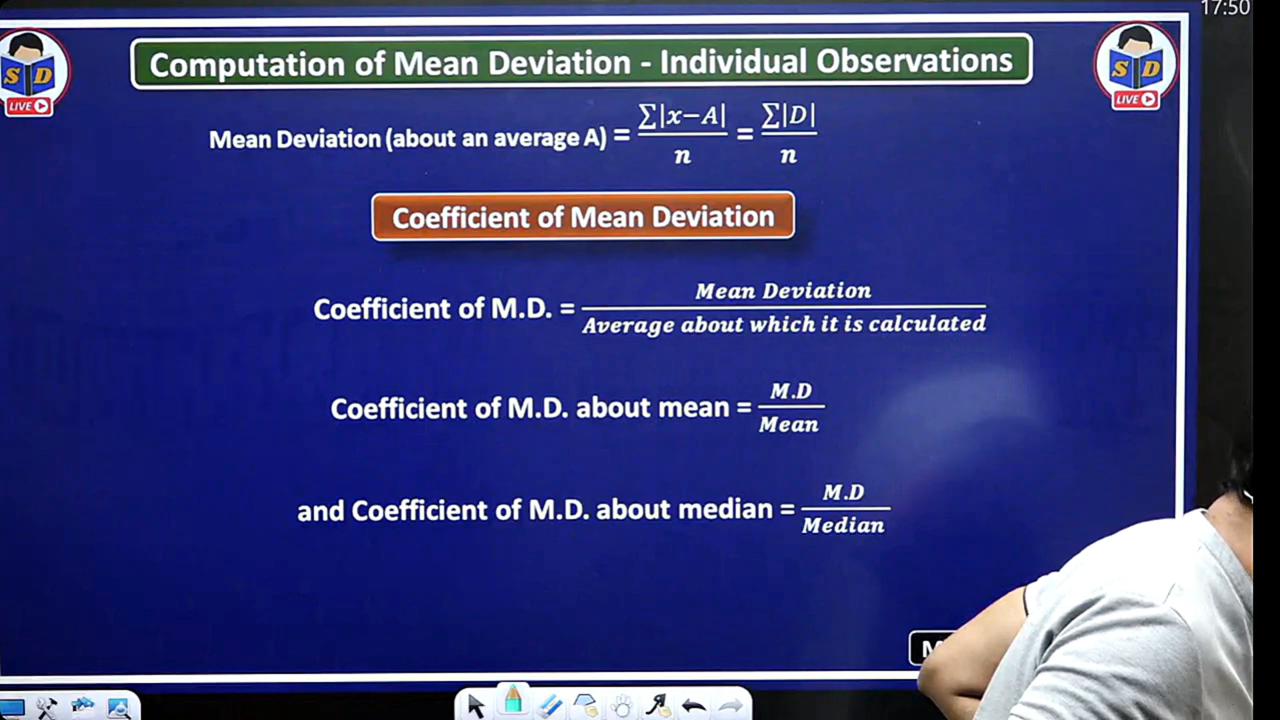 17:50
S D
LIVE
Computation of Mean Deviation - Individual Observations
S D
LIVE
Mean Deviation (about an average A) = ∑|x−A| / n = ∑|D| / n
Coefficient of Mean Deviation
Coefficient of M.D. = Mean Deviation / Average about which it is calculated
Coefficient of M.D. about mean = M.D / Mean
and Coefficient of M.D. about median = M.D / Median